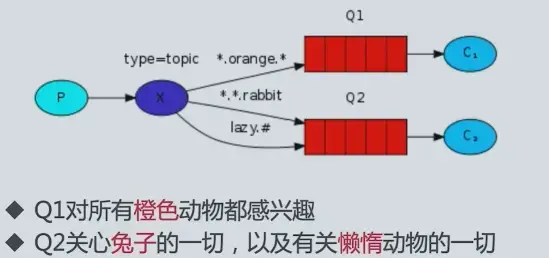 Q1
type=topic *.orange.* C₁
P X
*.*.rabbit Q2
lazy.#
C₂
◆ Q1对所有橙色动物都感兴趣
◆ Q2关心兔子的一切，以及有关懒惰动物的一切